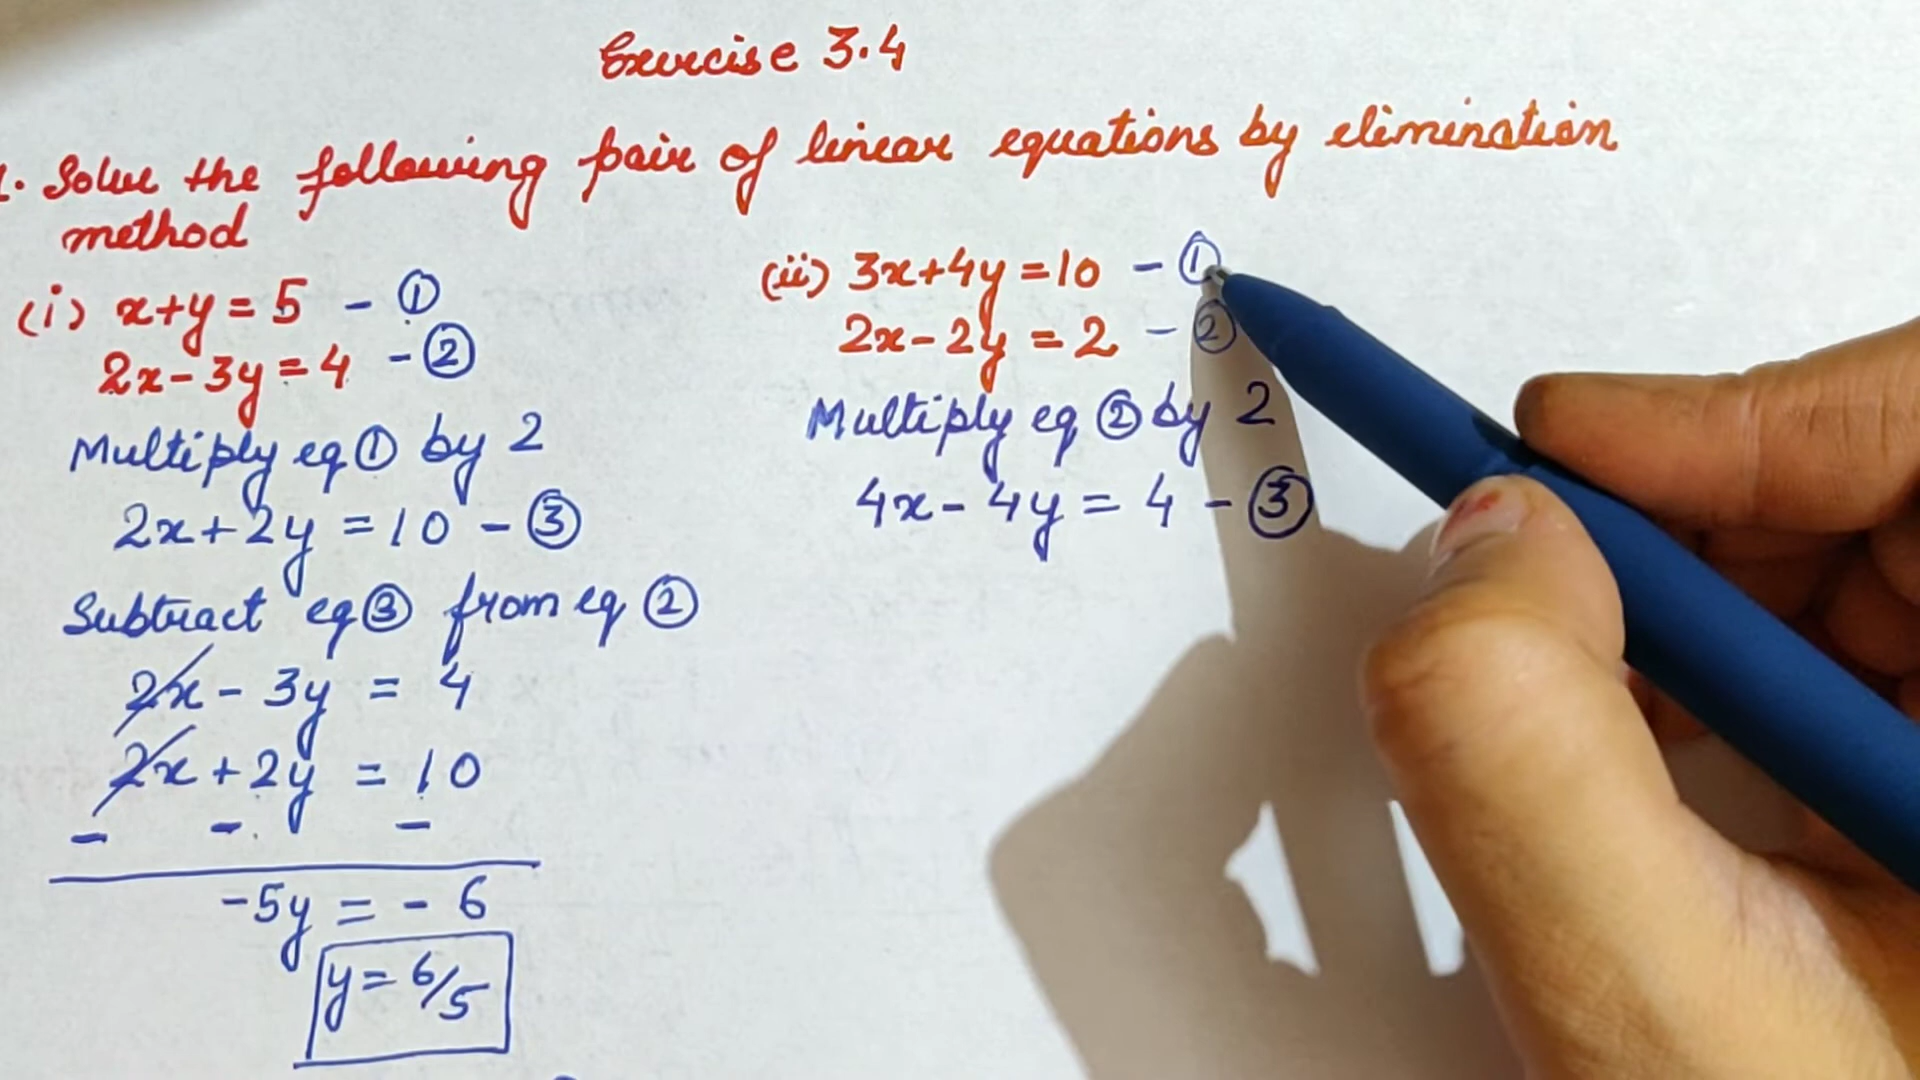 Exercise 3.4
1. Solve the following pair of linear equations by elimination
method
(i) x+y = 5 - ①
2x-3y = 4 - ②
Multiply eq ① by 2
2x+2y = 10 - ③
Subtract eq ③ from eq ②
2x - 3y = 4
2x + 2y = 10
- - -
-5y = - 6
y = 6/5
(ii) 3x+4y = 10 - ①
2x-2y = 2 - ②
Multiply eq ② by 2
4x - 4y = 4 - ③